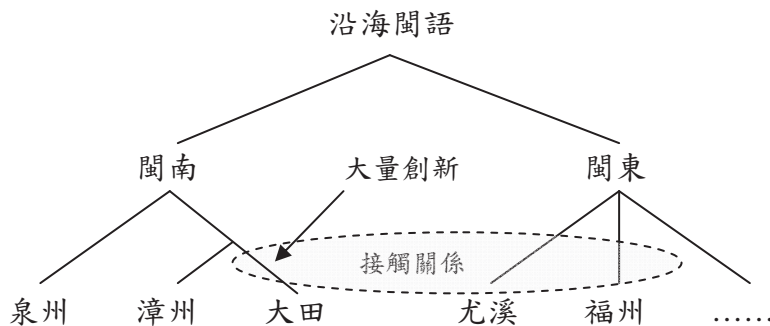 沿海閩語
閩南 大量創新 閩東
接觸關係
泉州 漳州 大田 尤溪 福州 ......